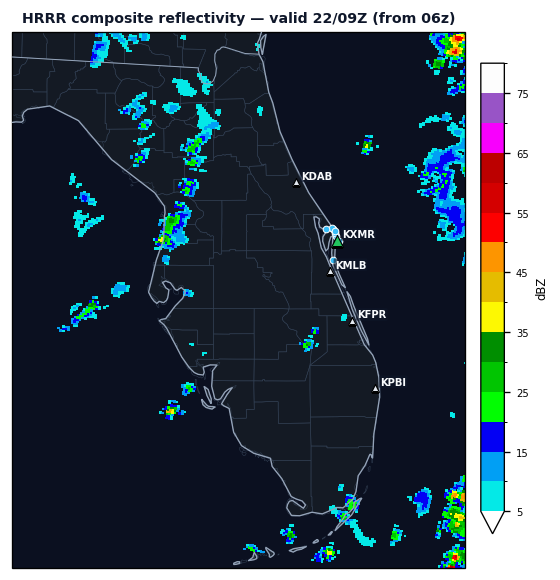 HRRR composite reflectivity — valid 22/09Z (from 06z)
KDAB
KXMR
KMLB
KFPR
KPBI
75
65
55
45
35
25
15
5
dBZ